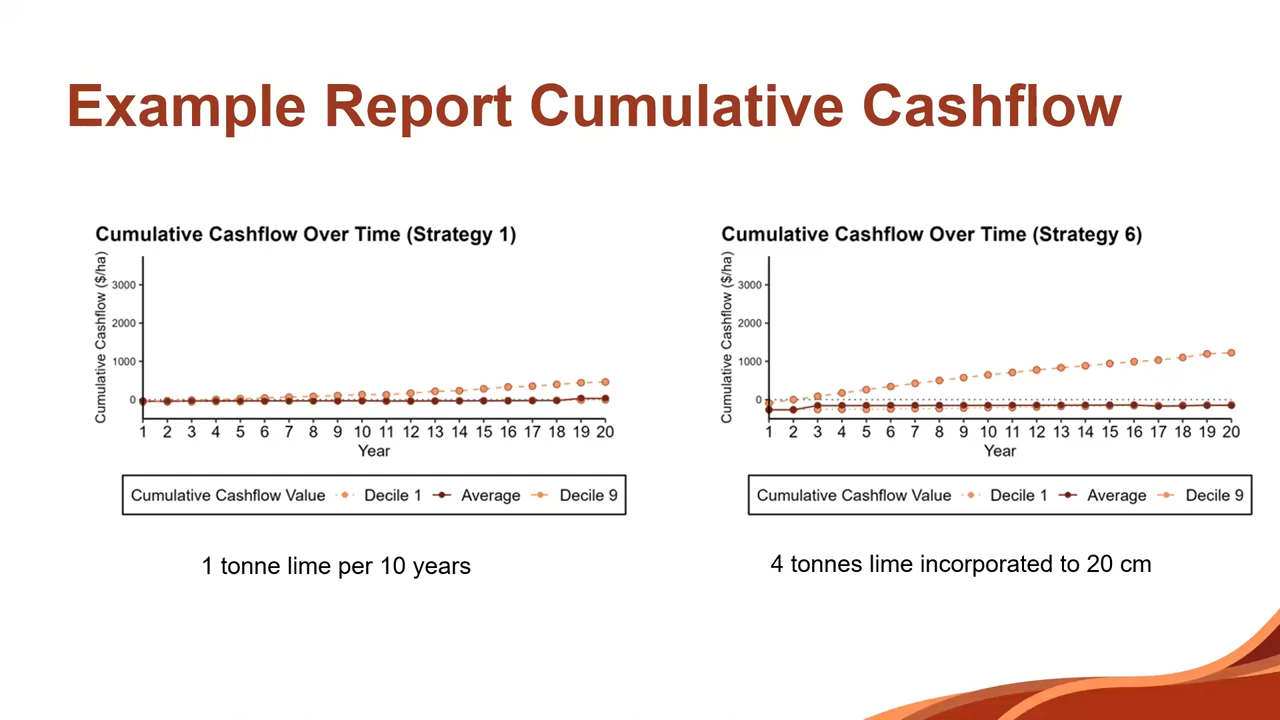 Example Report Cumulative Cashflow
Cumulative Cashflow Over Time (Strategy 1)
Cumulative Cashflow ($/ha)
3000
2000
1000
0
1 2 3 4 5 6 7 8 9 10 11 12 13 14 15 16 17 18 19 20
Year
Cumulative Cashflow Value Decile 1 Average Decile 9
1 tonne lime per 10 years
Cumulative Cashflow Over Time (Strategy 6)
Cumulative Cashflow ($/ha)
3000
2000
1000
0
1 2 3 4 5 6 7 8 9 10 11 12 13 14 15 16 17 18 19 20
Year
Cumulative Cashflow Value Decile 1 Average Decile 9
4 tonnes lime incorporated to 20 cm